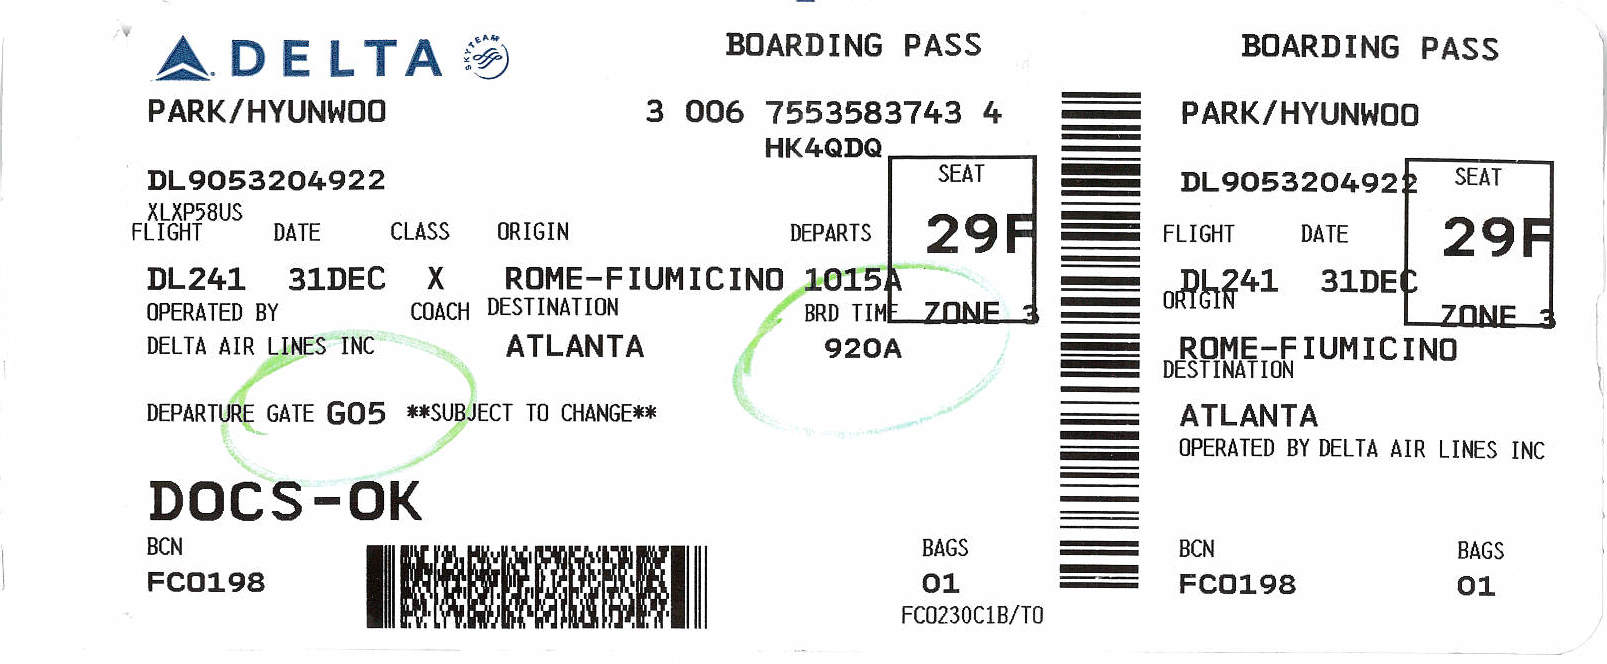 DELTA SKYTEAM BOARDING PASS
PARK/HYUNWOO 3 006 7553583743 4
HK4QDQ
DL9053204922 SEAT
XLXP58US 29F
FLIGHT DATE CLASS ORIGIN DEPARTS
DL241 31DEC X ROME-FIUMICINO 1015A
OPERATED BY COACH DESTINATION BRD TIME ZONE 3
DELTA AIR LINES INC ATLANTA 920A
DEPARTURE GATE G05 **SUBJECT TO CHANGE**
DOCS-OK
BCN BAGS
FCO198 01
FCO230C1B/TO
BOARDING PASS
PARK/HYUNWOO
DL9053204922 SEAT
29F
FLIGHT DATE
DL241 31DEC
ORIGIN ZONE 3
ROME-FIUMICINO
DESTINATION
ATLANTA
OPERATED BY DELTA AIR LINES INC
BCN BAGS
FCO198 01